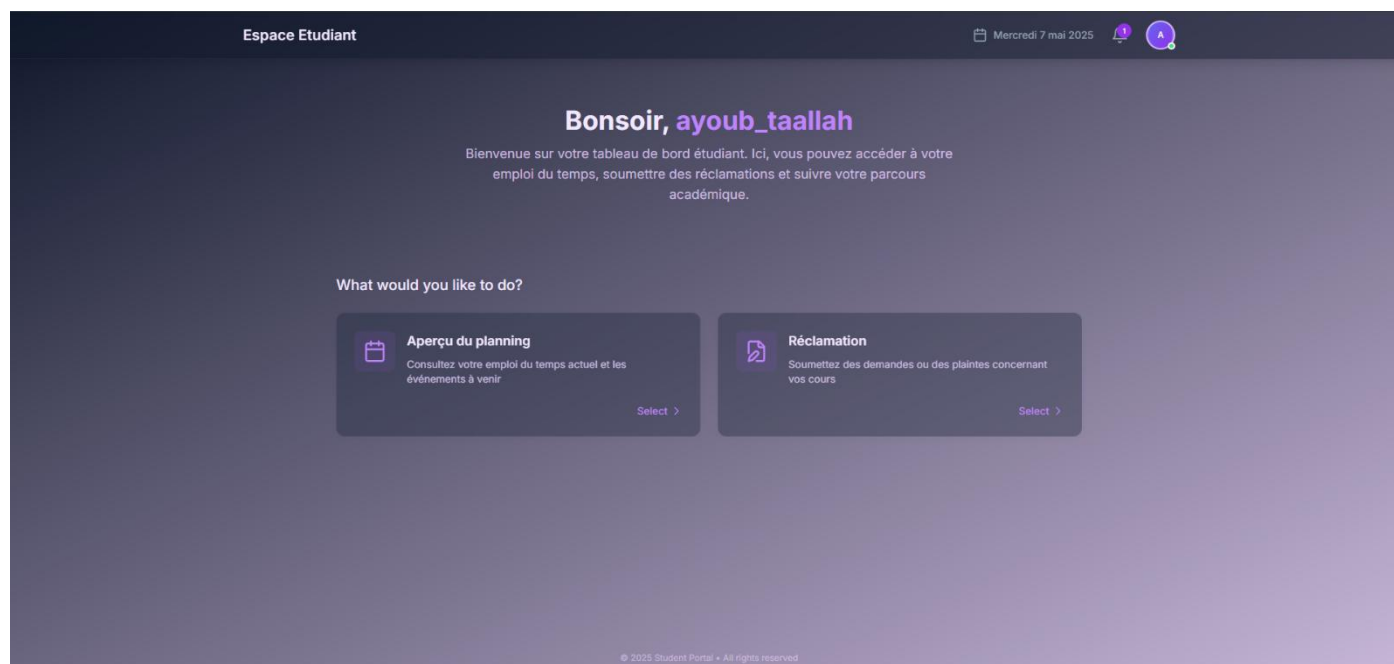 Espace Etudiant
Mercredi 7 mai 2025
1
A
Bonsoir, ayoub_taallah
Bienvenue sur votre tableau de bord étudiant. Ici, vous pouvez accéder à votre
emploi du temps, soumettre des réclamations et suivre votre parcours
académique.
What would you like to do?
Aperçu du planning
Consultez votre emploi du temps actuel et les
événements à venir
Select >
Réclamation
Soumettez des demandes ou des plaintes concernant
vos cours
Select >
© 2025 Student Portal • All rights reserved